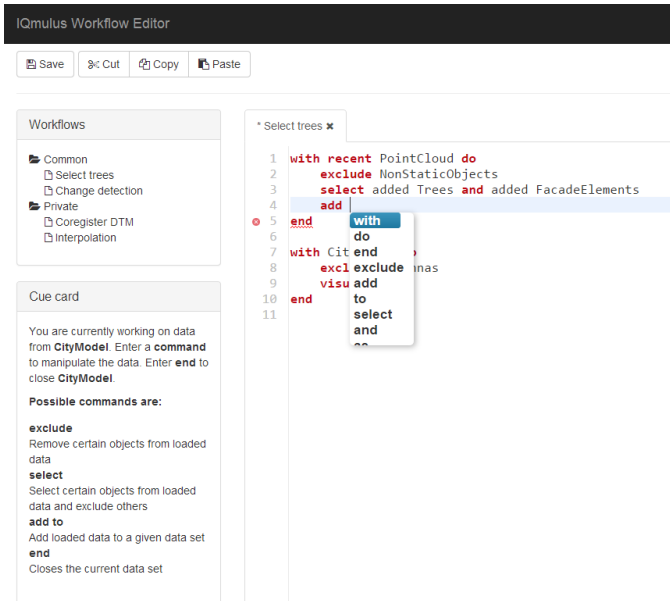 IQmulus Workflow Editor
Save Cut Copy Paste
Workflows
Common
Select trees
Change detection
Private
Coregister DTM
Interpolation
Cue card
You are currently working on data
from CityModel. Enter a command
to manipulate the data. Enter end to
close CityModel.
Possible commands are:
exclude
Remove certain objects from loaded
data
select
Select certain objects from loaded
data and exclude others
add to
Add loaded data to a given data set
end
Closes the current data set
* Select trees ✖
1 with recent PointCloud do
2 exclude NonStaticObjects
3 select added Trees and added FacadeElements
4 add
5 end
6
7 with Cit
8 excl nnas
9 visu
10 end
11
with
do
end
exclude
add
to
select
and